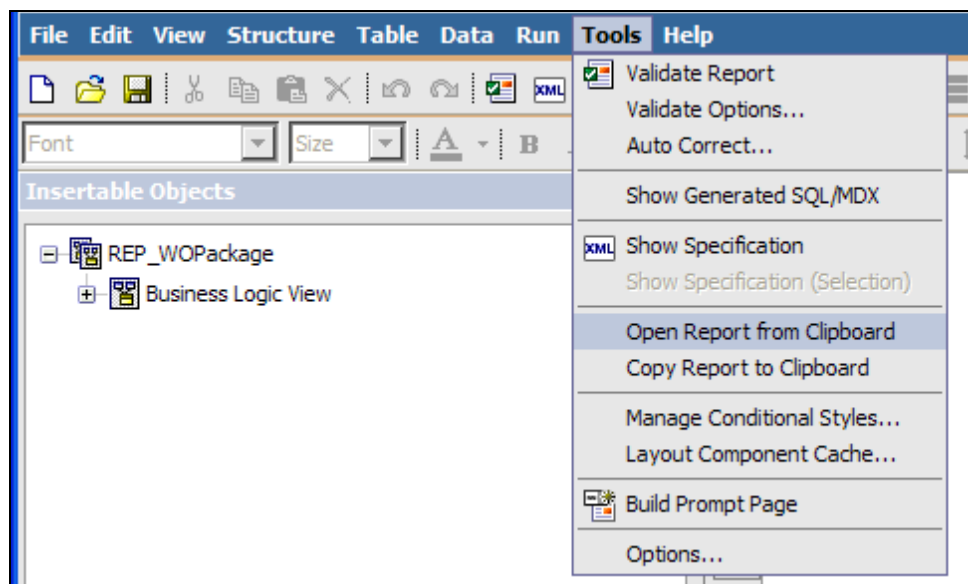 File Edit View Structure Table Data Run Tools Help
XML
Font Size A B
Insertable Objects
REP_WOPackage
Business Logic View
Validate Report
Validate Options...
Auto Correct...
Show Generated SQL/MDX
XML Show Specification
Show Specification (Selection)
Open Report from Clipboard
Copy Report to Clipboard
Manage Conditional Styles...
Layout Component Cache...
Build Prompt Page
Options...